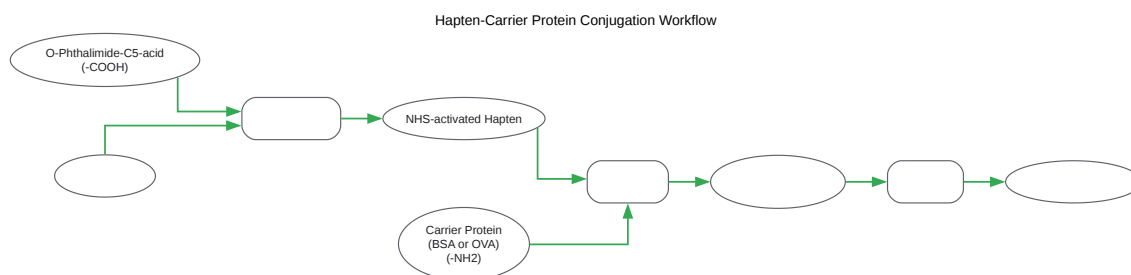 Hapten-Carrier Protein Conjugation Workflow
O-Phthalimide-C5-acid
(-COOH)
NHS-activated Hapten
Carrier Protein
(BSA or OVA)
(-NH2)